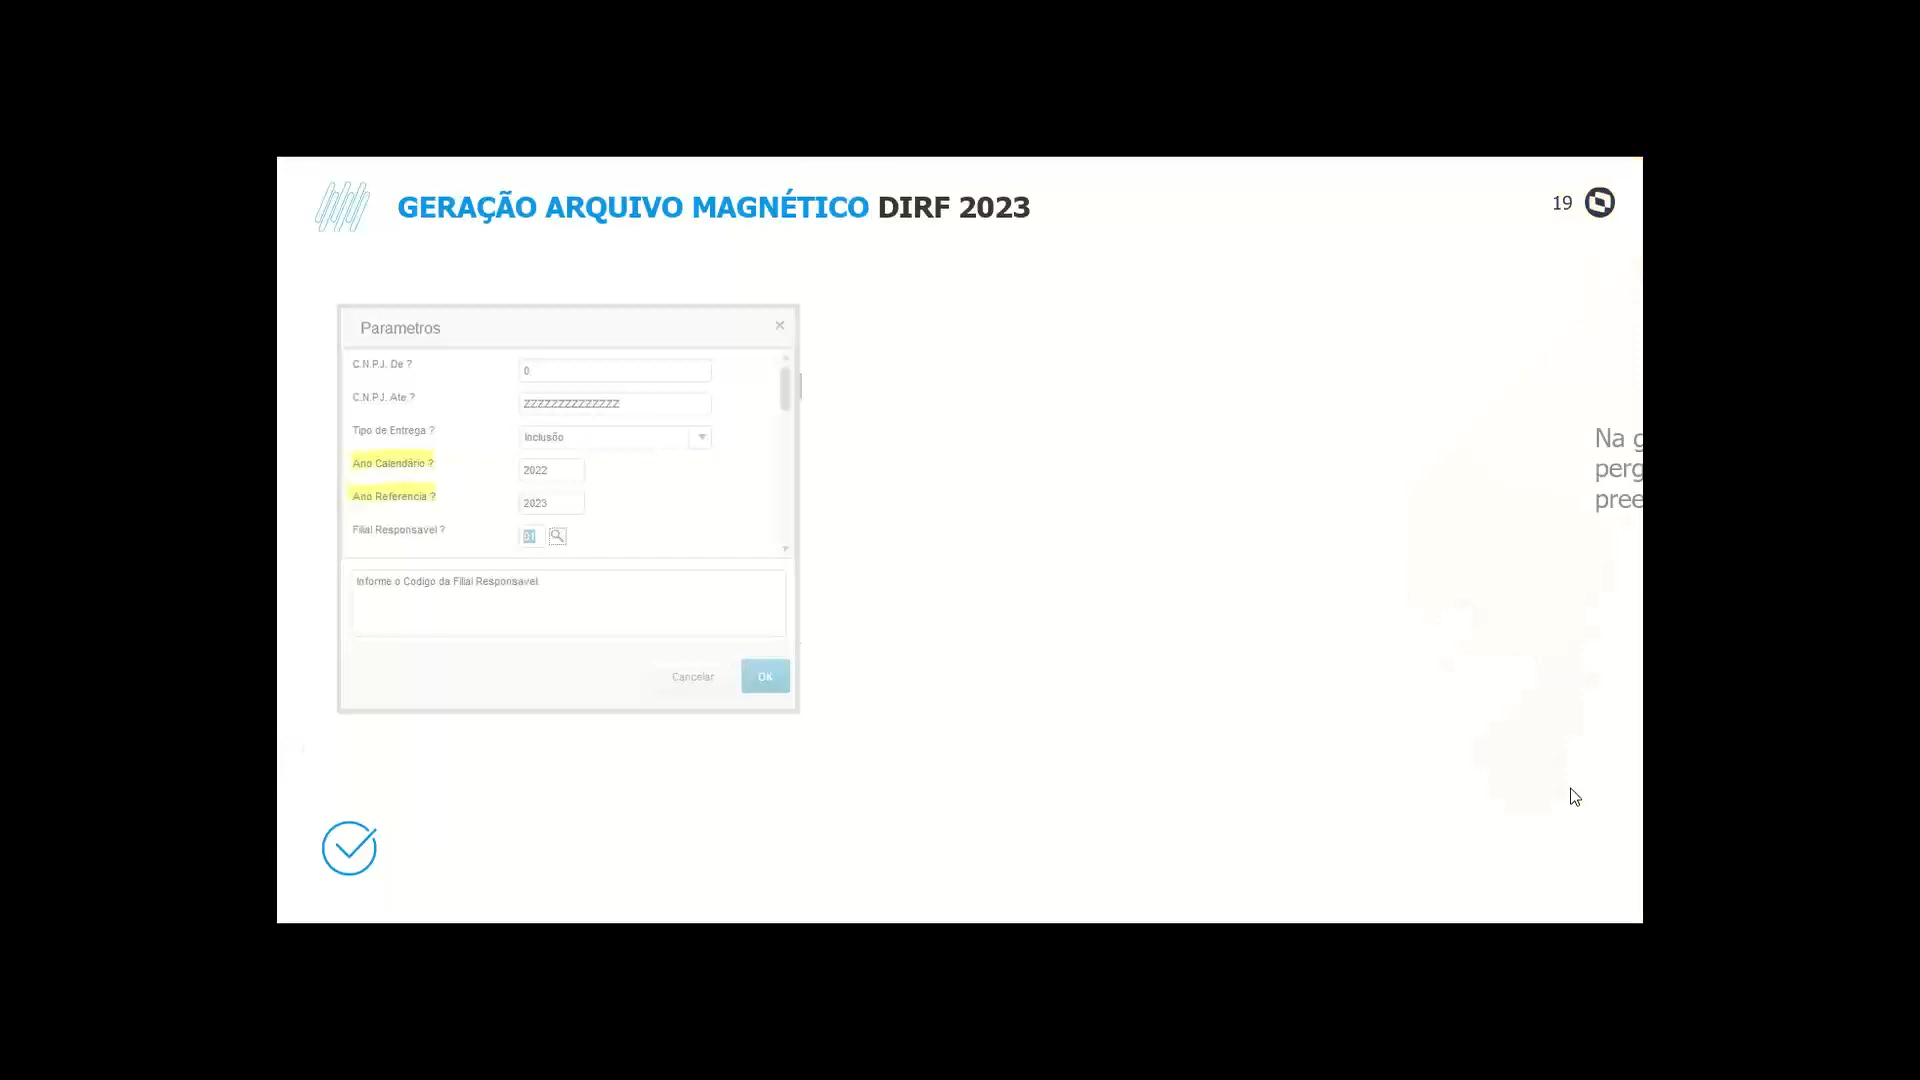 GERAÇÃO ARQUIVO MAGNÉTICO DIRF 2023
19
Parametros
C.N.P.J. De ?
0
C.N.P.J. Ate ?
ZZZZZZZZZZZZZZ
Tipo de Entrega ?
Inclusão
Ano Calendário ?
2022
Ano Referencia ?
2023
Filial Responsavel ?
01
Informe o Codigo da Filial Responsavel
Cancelar
OK
Na g
perg
pree